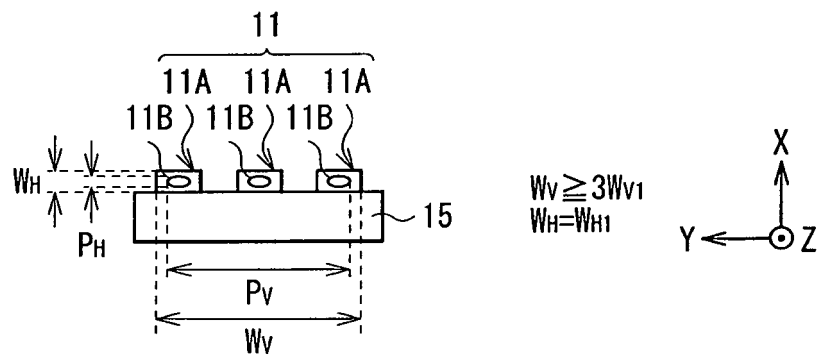 11
11A 11A 11A
11B 11B 11B
WH
PH
15
PV
WV
WV≧3WV1
WH=WH1
X
Y
Z